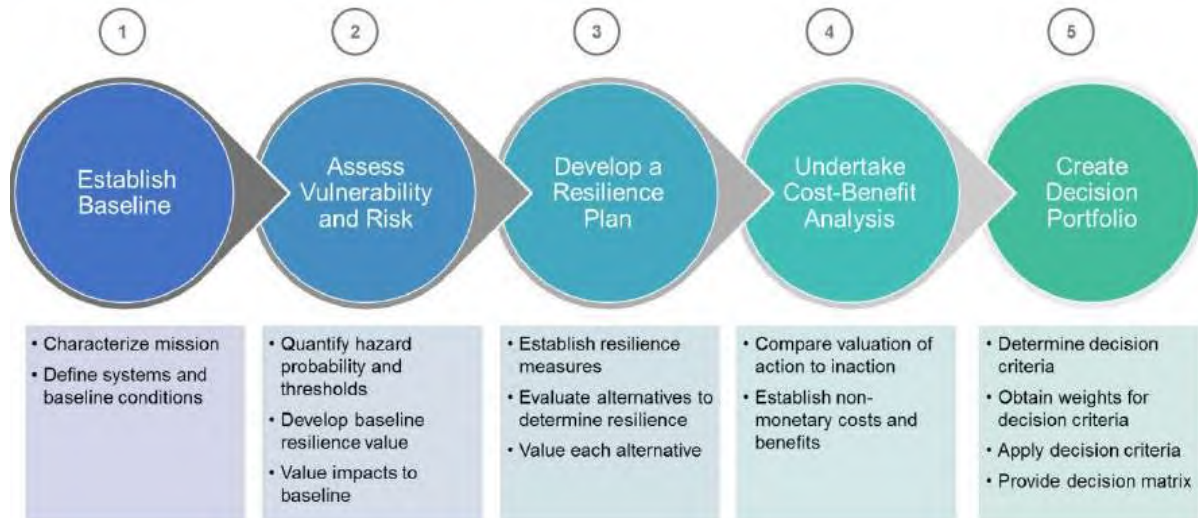 1
2
3
4
5
Establish
Baseline
Assess
Vulnerability
and Risk
Develop a
Resilience
Plan
Undertake
Cost-Benefit
Analysis
Create
Decision
Portfolio
• Characterize mission
• Define systems and
baseline conditions
• Quantify hazard
probability and
thresholds
• Develop baseline
resilience value
• Value impacts to
baseline
• Establish resilience
measures
• Evaluate alternatives to
determine resilience
• Value each alternative
• Compare valuation of
action to inaction
• Establish non-
monetary costs and
benefits
• Determine decision
criteria
• Obtain weights for
decision criteria
• Apply decision criteria
• Provide decision matrix